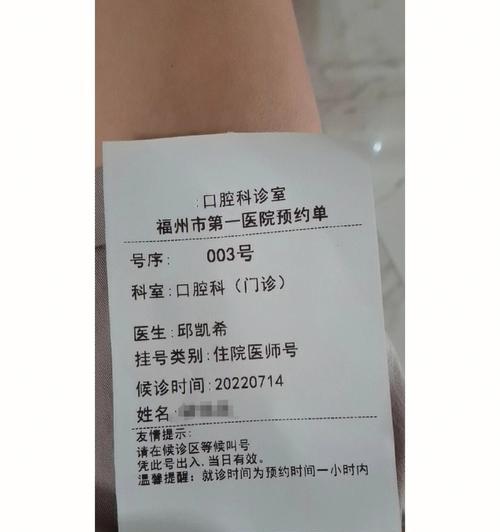 :口腔科诊室
福州市第一医院预约单
号序: 003号
科室:口腔科（门诊）
医生:邱凯希
挂号类别:住院医师号
候诊时间:20220714
姓名:
友情提示:
请在候诊区等候叫号
凭此号出入,当日有效。
温馨提醒：就诊时间为预约时间一小时内